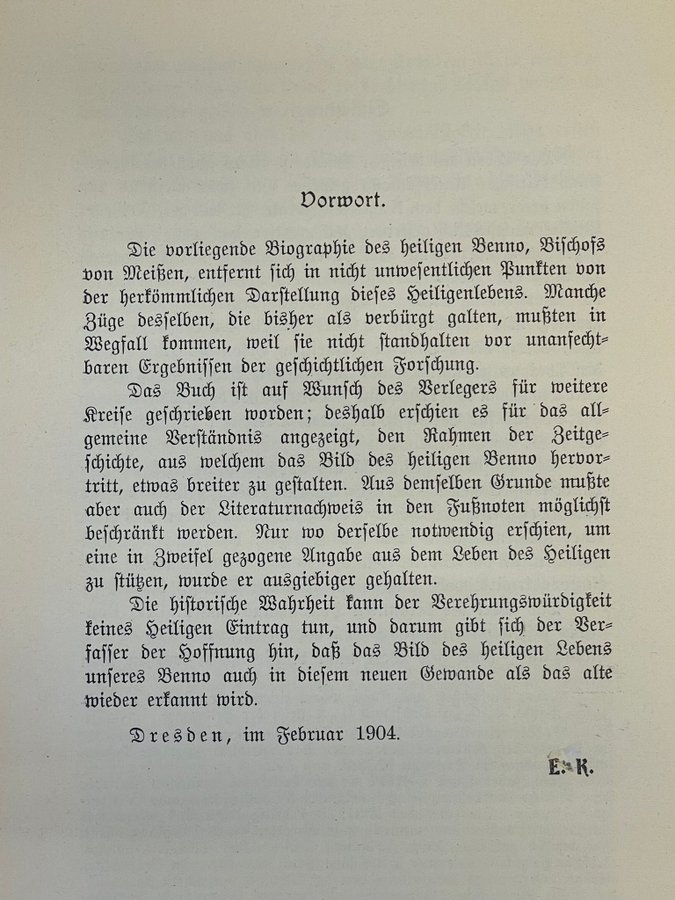 Vorwort.
Die vorliegende Biographie des heiligen Benno, Bischofs
von Meißen, entfernt sich in nicht unwesentlichen Punkten von
der herkömmlichen Darstellung dieses Heiligenlebens. Manche
Züge desselben, die bisher als verbürgt galten, mußten in
Wegfall kommen, weil sie nicht standhalten vor unanfecht-
baren Ergebnissen der geschichtlichen Forschung.
Das Buch ist auf Wunsch des Verlegers für weitere
Kreise geschrieben worden; deshalb erschien es für das all-
gemeine Verständnis angezeigt, den Rahmen der Zeitge-
schichte, aus welchem das Bild des heiligen Benno hervor-
tritt, etwas breiter zu gestalten. Aus demselben Grunde mußte
aber auch der Literaturnachweis in den Fußnoten möglichst
beschränkt werden. Nur wo derselbe notwendig erschien, um
eine in Zweifel gezogene Angabe aus dem Leben des Heiligen
zu stützen, wurde er ausgiebiger gehalten.
Die historische Wahrheit kann der Verehrungswürdigkeit
keines Heiligen Eintrag tun, und darum gibt sich der Ver-
fasser der Hoffnung hin, daß das Bild des heiligen Lebens
unseres Benno auch in diesem neuen Gewande als das alte
wieder erkannt wird.
Dresden, im Februar 1904.
E. K.